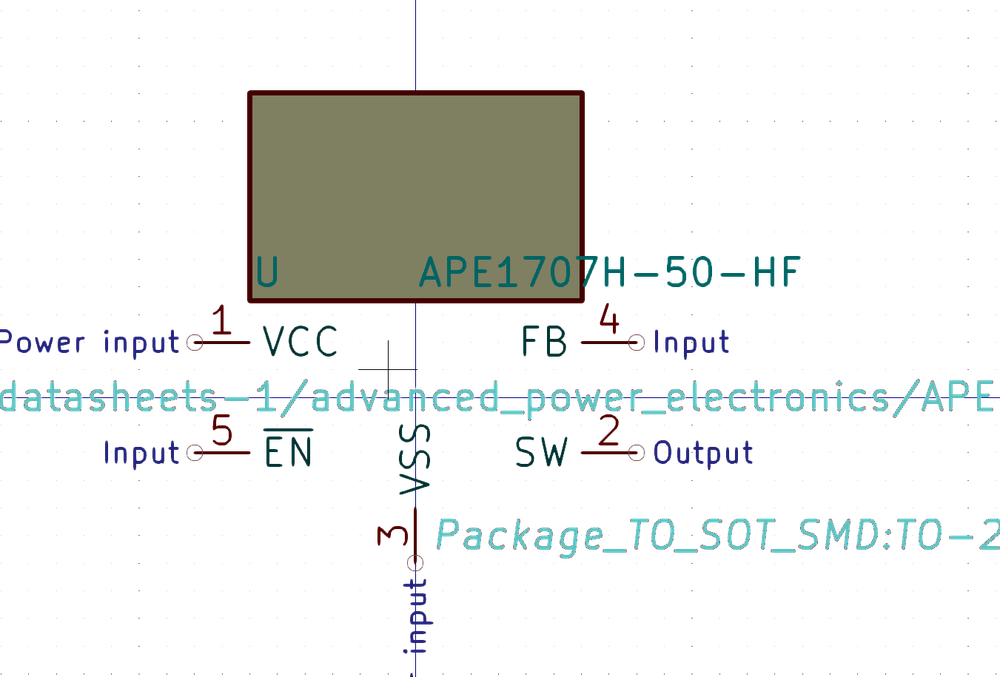 U APE1707H-50-HF
Power input 1 VCC FB 4 Input
datasheets-1/advanced_power_electronics/APE
Input 5 EN SW 2 Output
VSS
3
Package_TO_SOT_SMD:TO-2
input